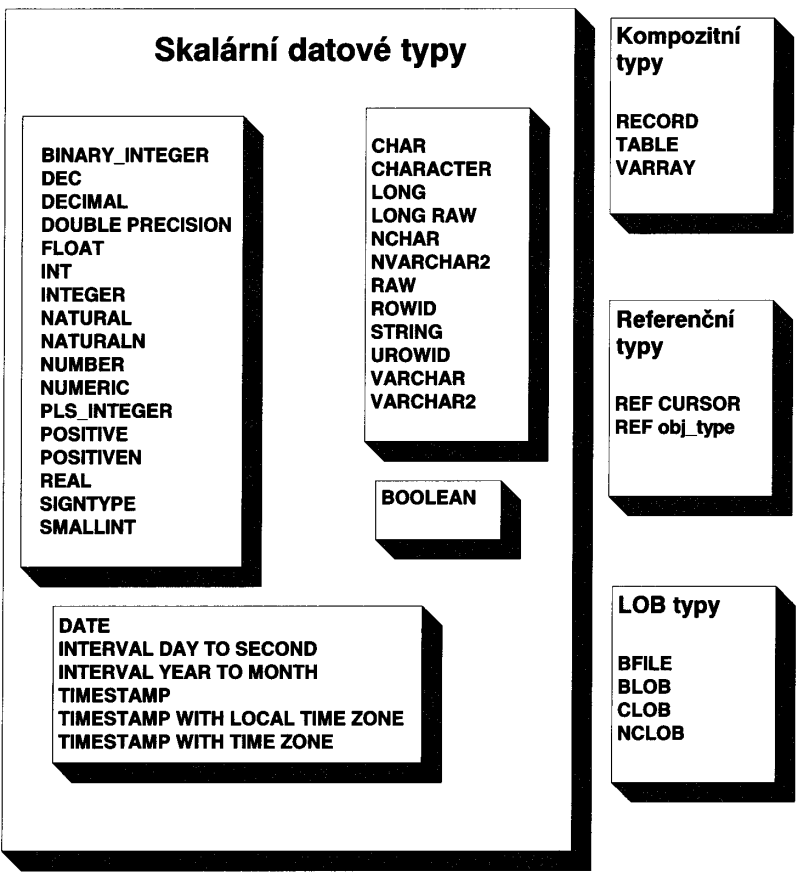 Skalární datové typy
BINARY_INTEGER
DEC
DECIMAL
DOUBLE PRECISION
FLOAT
INT
INTEGER
NATURAL
NATURALN
NUMBER
NUMERIC
PLS_INTEGER
POSITIVE
POSITIVEN
REAL
SIGNTYPE
SMALLINT
CHAR
CHARACTER
LONG
LONG RAW
NCHAR
NVARCHAR2
RAW
ROWID
STRING
UROWID
VARCHAR
VARCHAR2
BOOLEAN
DATE
INTERVAL DAY TO SECOND
INTERVAL YEAR TO MONTH
TIMESTAMP
TIMESTAMP WITH LOCAL TIME ZONE
TIMESTAMP WITH TIME ZONE
Kompozitní
typy
RECORD
TABLE
VARRAY
Referenční
typy
REF CURSOR
REF obj_type
LOB typy
BFILE
BLOB
CLOB
NCLOB